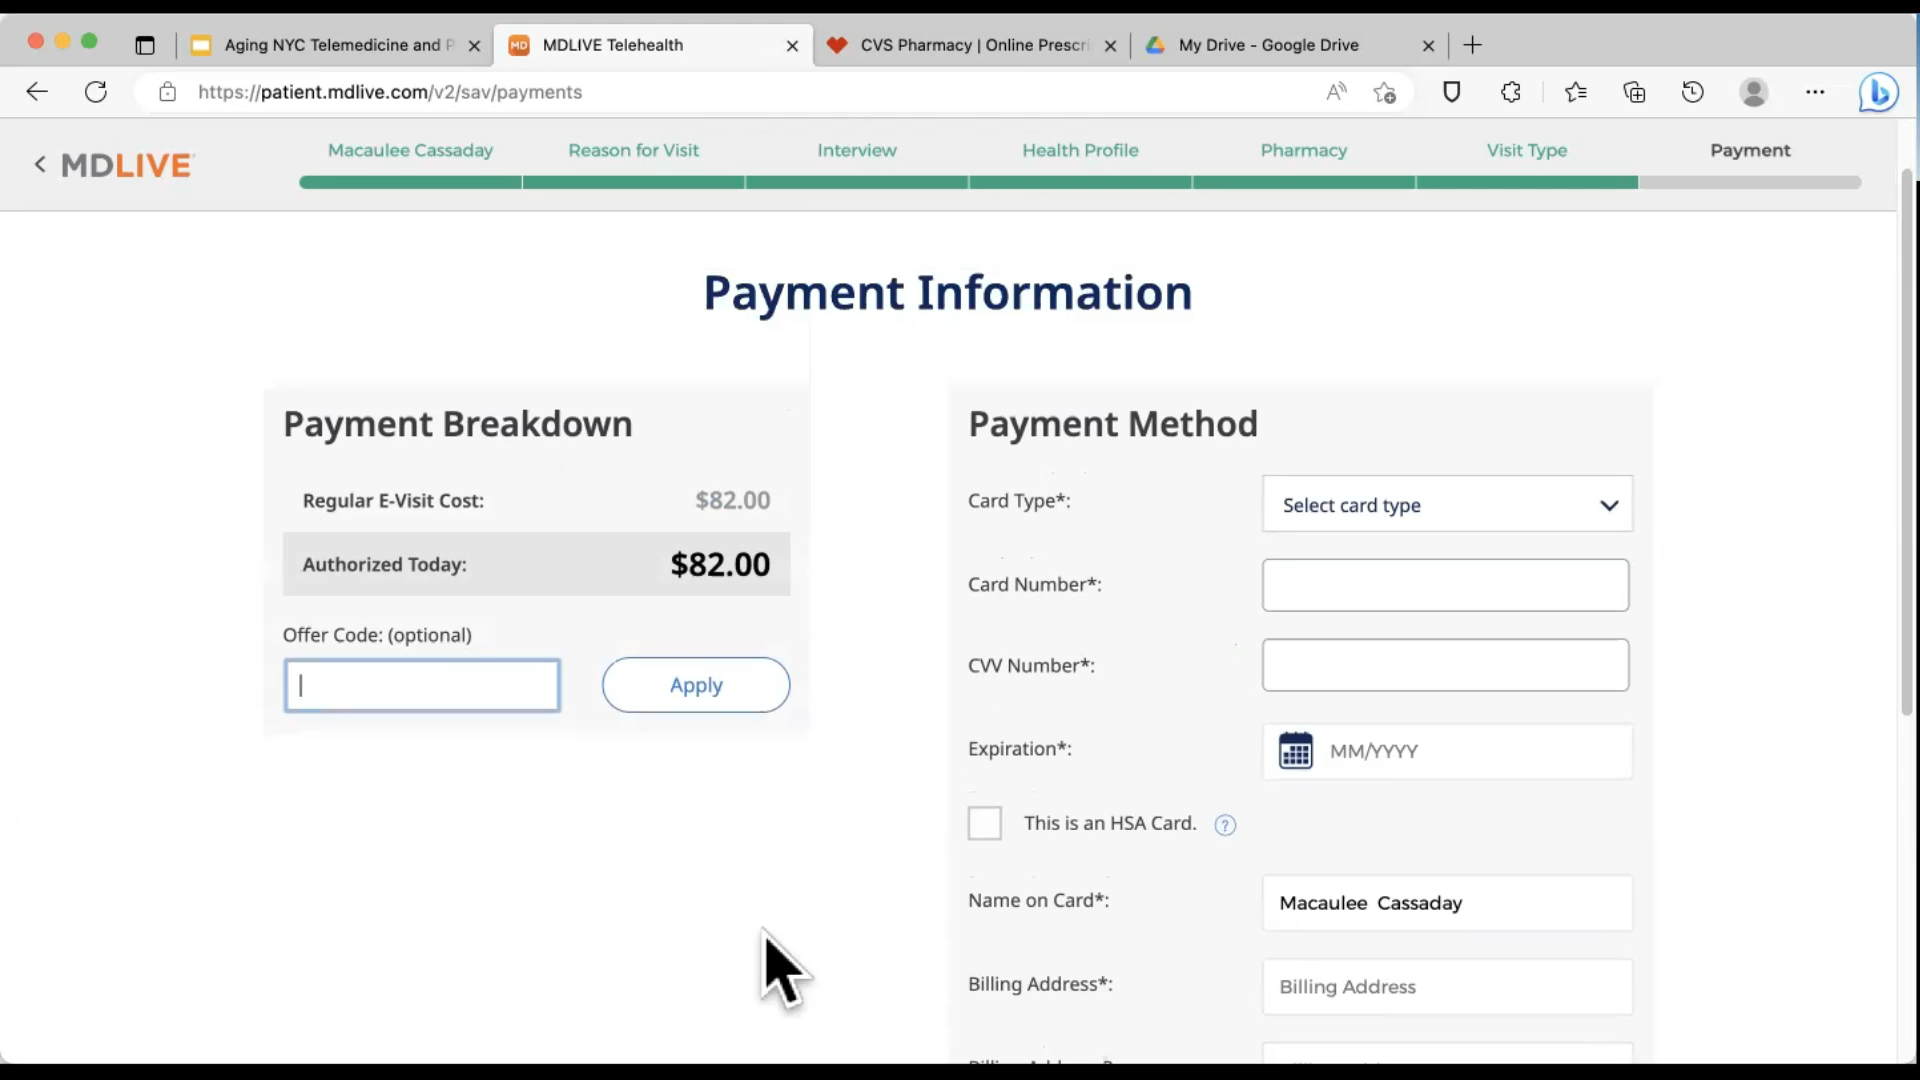 Aging NYC Telemedicine and P
MDLIVE Telehealth
CVS Pharmacy | Online Prescri
My Drive - Google Drive
https://patient.mdlive.com/v2/sav/payments
MDLIVE
Macaulee Cassaday
Reason for Visit
Interview
Health Profile
Pharmacy
Visit Type
Payment
Payment Information
Payment Breakdown
Regular E-Visit Cost: $82.00
Authorized Today: $82.00
Offer Code: (optional)
Apply
Payment Method
Card Type*: Select card type
Card Number*:
CVV Number*:
Expiration*: MM/YYYY
This is an HSA Card. ?
Name on Card*: Macaulee Cassaday
Billing Address*: Billing Address